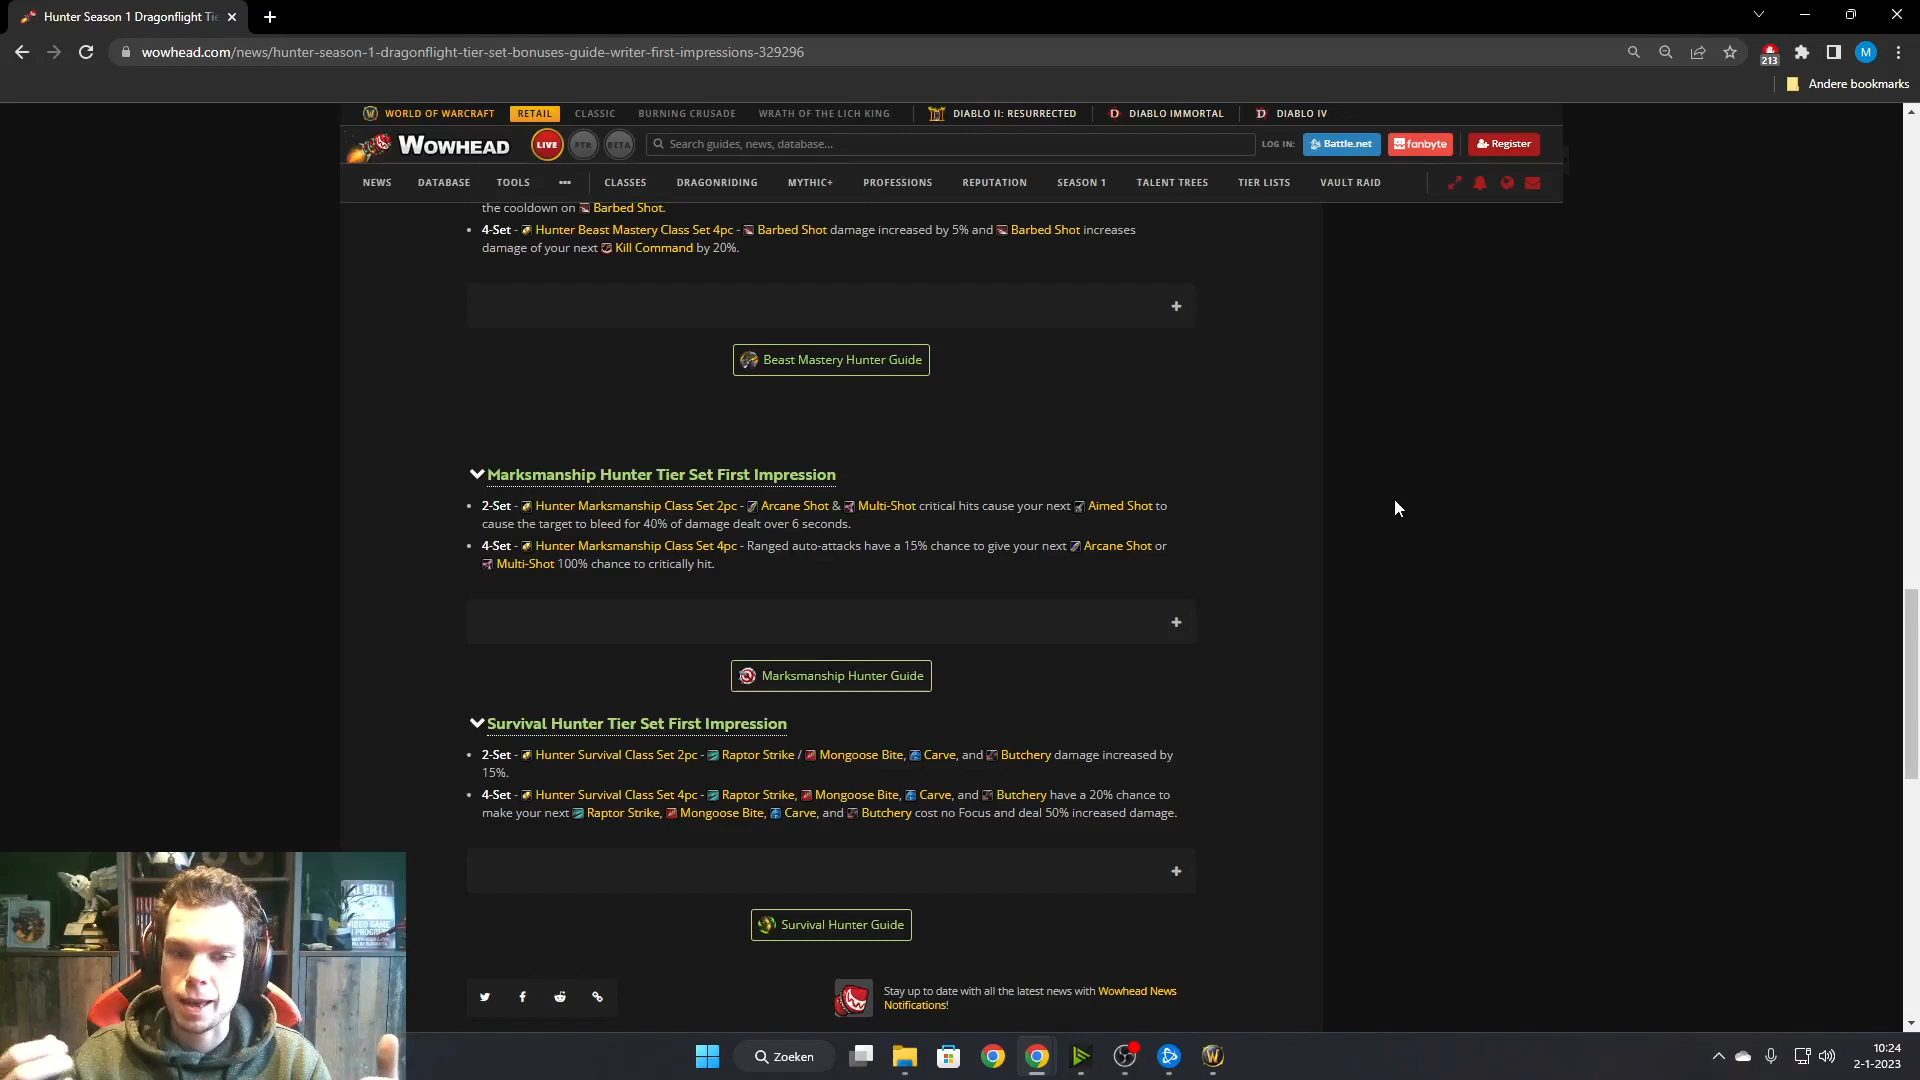 Hunter Season 1 Dragonflight Tie
wowhead.com/news/hunter-season-1-dragonflight-tier-set-bonuses-guide-writer-first-impressions-329296
213
M
Andere bookmarks
WORLD OF WARCRAFT RETAIL CLASSIC BURNING CRUSADE WRATH OF THE LICH KING DIABLO II: RESURRECTED DIABLO IMMORTAL DIABLO IV
WOWHEAD LIVE PTR BETA Search guides, news, database... LOG IN: Battle.net fanbyte Register
NEWS DATABASE TOOLS ••• CLASSES DRAGONRIDING MYTHIC+ PROFESSIONS REPUTATION SEASON 1 TALENT TREES TIER LISTS VAULT RAID
the cooldown on Barbed Shot.
• 4-Set - Hunter Beast Mastery Class Set 4pc - Barbed Shot damage increased by 5% and Barbed Shot increases
damage of your next Kill Command by 20%.
+
Beast Mastery Hunter Guide
Marksmanship Hunter Tier Set First Impression
• 2-Set - Hunter Marksmanship Class Set 2pc - Arcane Shot & Multi-Shot critical hits cause your next Aimed Shot to
cause the target to bleed for 40% of damage dealt over 6 seconds.
• 4-Set - Hunter Marksmanship Class Set 4pc - Ranged auto-attacks have a 15% chance to give your next Arcane Shot or
Multi-Shot 100% chance to critically hit.
+
Marksmanship Hunter Guide
Survival Hunter Tier Set First Impression
• 2-Set - Hunter Survival Class Set 2pc - Raptor Strike / Mongoose Bite, Carve, and Butchery damage increased by
15%.
• 4-Set - Hunter Survival Class Set 4pc - Raptor Strike, Mongoose Bite, Carve, and Butchery have a 20% chance to
make your next Raptor Strike, Mongoose Bite, Carve, and Butchery cost no Focus and deal 50% increased damage.
+
Survival Hunter Guide
ALERT!
VIDEO GAME
Stay up to date with all the latest news with Wowhead News
Notifications!
Zoeken
10:24
2-1-2023